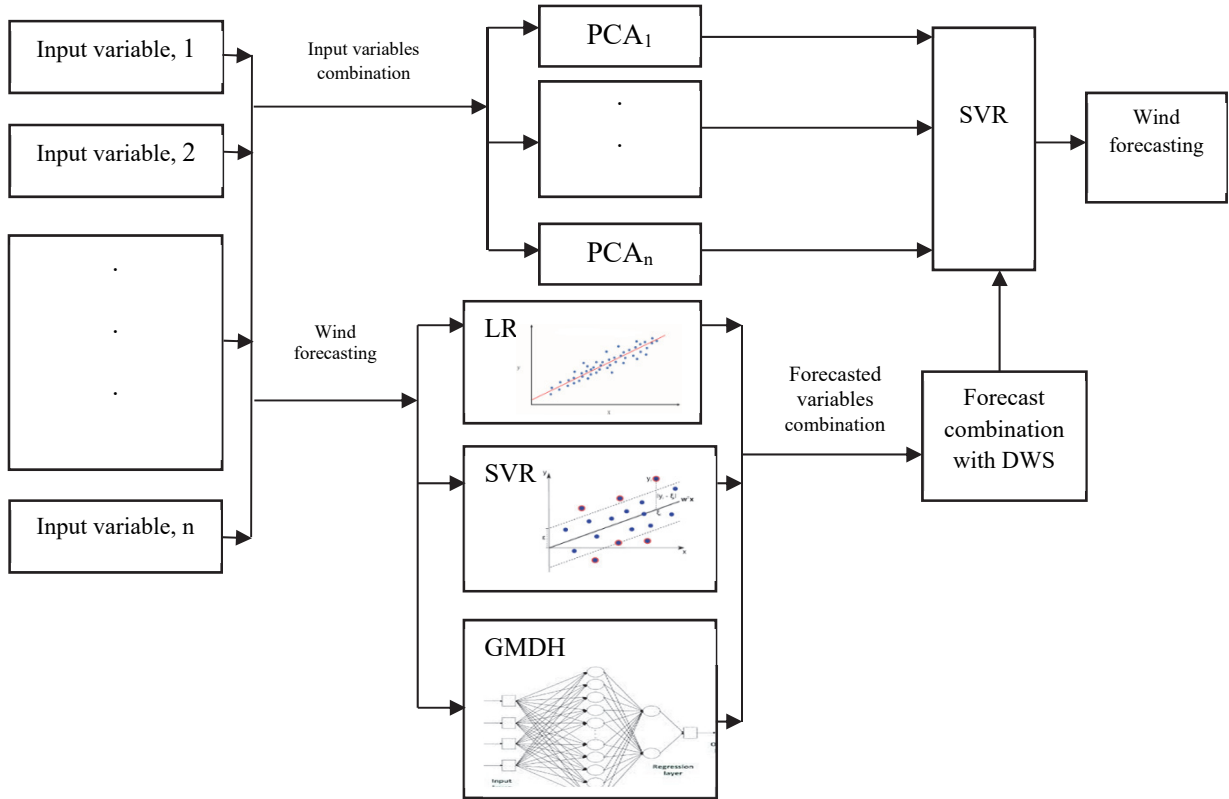 Input variable, 1
Input variable, 2
.
.
.
Input variable, n
Input variables
combination
PCA₁
.
.
PCAₙ
SVR
Wind
forecasting
Wind
forecasting
LR
y
x
SVR
y
x
GMDH
Input
Regression
layer
Forecasted
variables
combination
Forecast
combination
with DWS